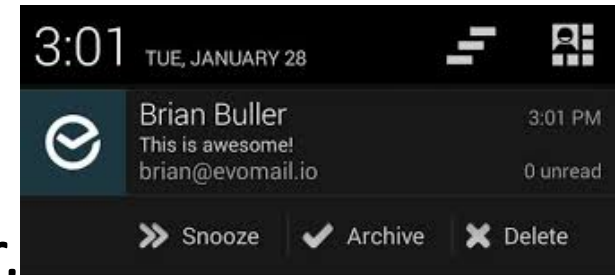 3:01 TUE, JANUARY 28
Brian Buller 3:01 PM
This is awesome!
brian@evomail.io 0 unread
Snooze Archive Delete
r.